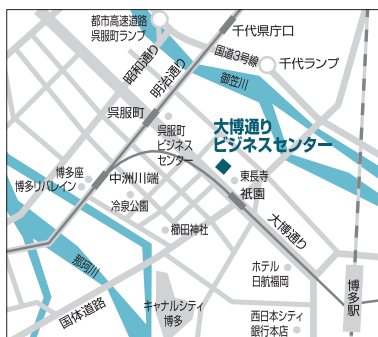 都市高速道路
呉服町ランプ
千代県庁口
国道3号線
千代ランプ
昭和通り
明治通り
御笠川
呉服町
呉服町
ビジネス
センター
大博通り
ビジネスセンター
博多座
博多リバレイン
中洲川端
冷泉公園
東長寺
祇園
櫛田神社
大博通り
那珂川
国体道路
キャナルシティ
博多
ホテル
日航福岡
西日本シティ
銀行本店
博多駅